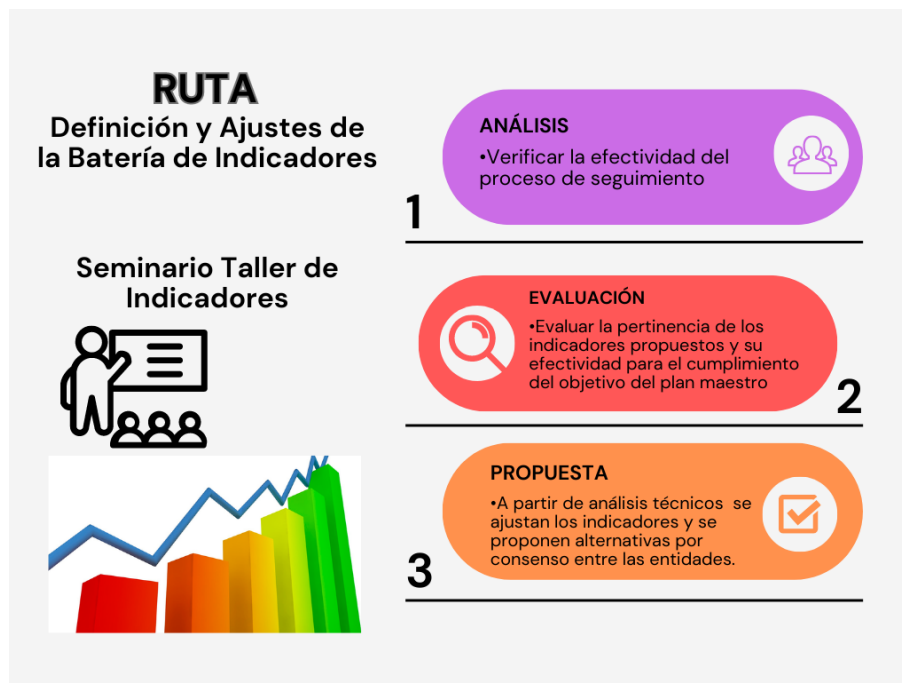 RUTA
Definición y Ajustes de
la Batería de Indicadores
Seminario Taller de
Indicadores
1
ANÁLISIS
•Verificar la efectividad del
proceso de seguimiento
EVALUACIÓN
•Evaluar la pertinencia de los
indicadores propuestos y su
efectividad para el cumplimiento
del objetivo del plan maestro
2
PROPUESTA
•A partir de análisis técnicos  se
ajustan los indicadores y se
proponen alternativas por
consenso entre las entidades.
3